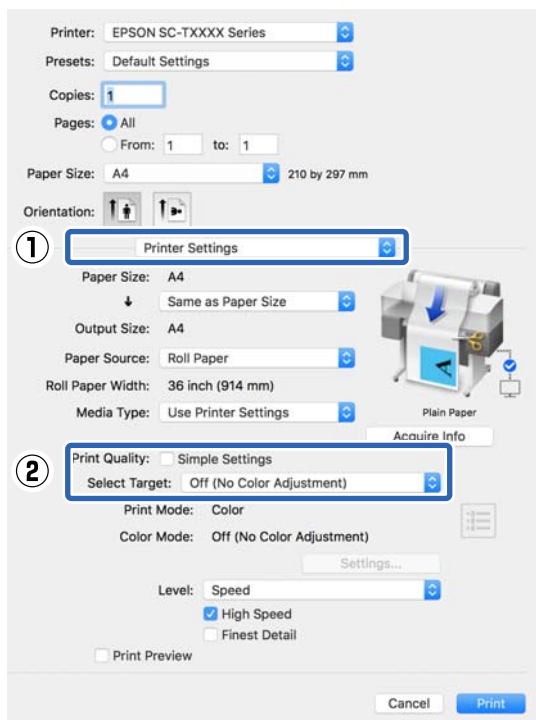 Printer: EPSON SC-TXXXX Series
Presets: Default Settings
Copies: 1
Pages: All
From: 1 to: 1
Paper Size: A4 210 by 297 mm
Orientation:
1 Printer Settings
Paper Size: A4
Same as Paper Size
Output Size: A4
Paper Source: Roll Paper
Roll Paper Width: 36 inch (914 mm)
Media Type: Use Printer Settings
Plain Paper
Acquire Info
2 Print Quality: Simple Settings
Select Target: Off (No Color Adjustment)
Print Mode: Color
Color Mode: Off (No Color Adjustment)
Settings...
Level: Speed
High Speed
Finest Detail
Print Preview
Cancel Print